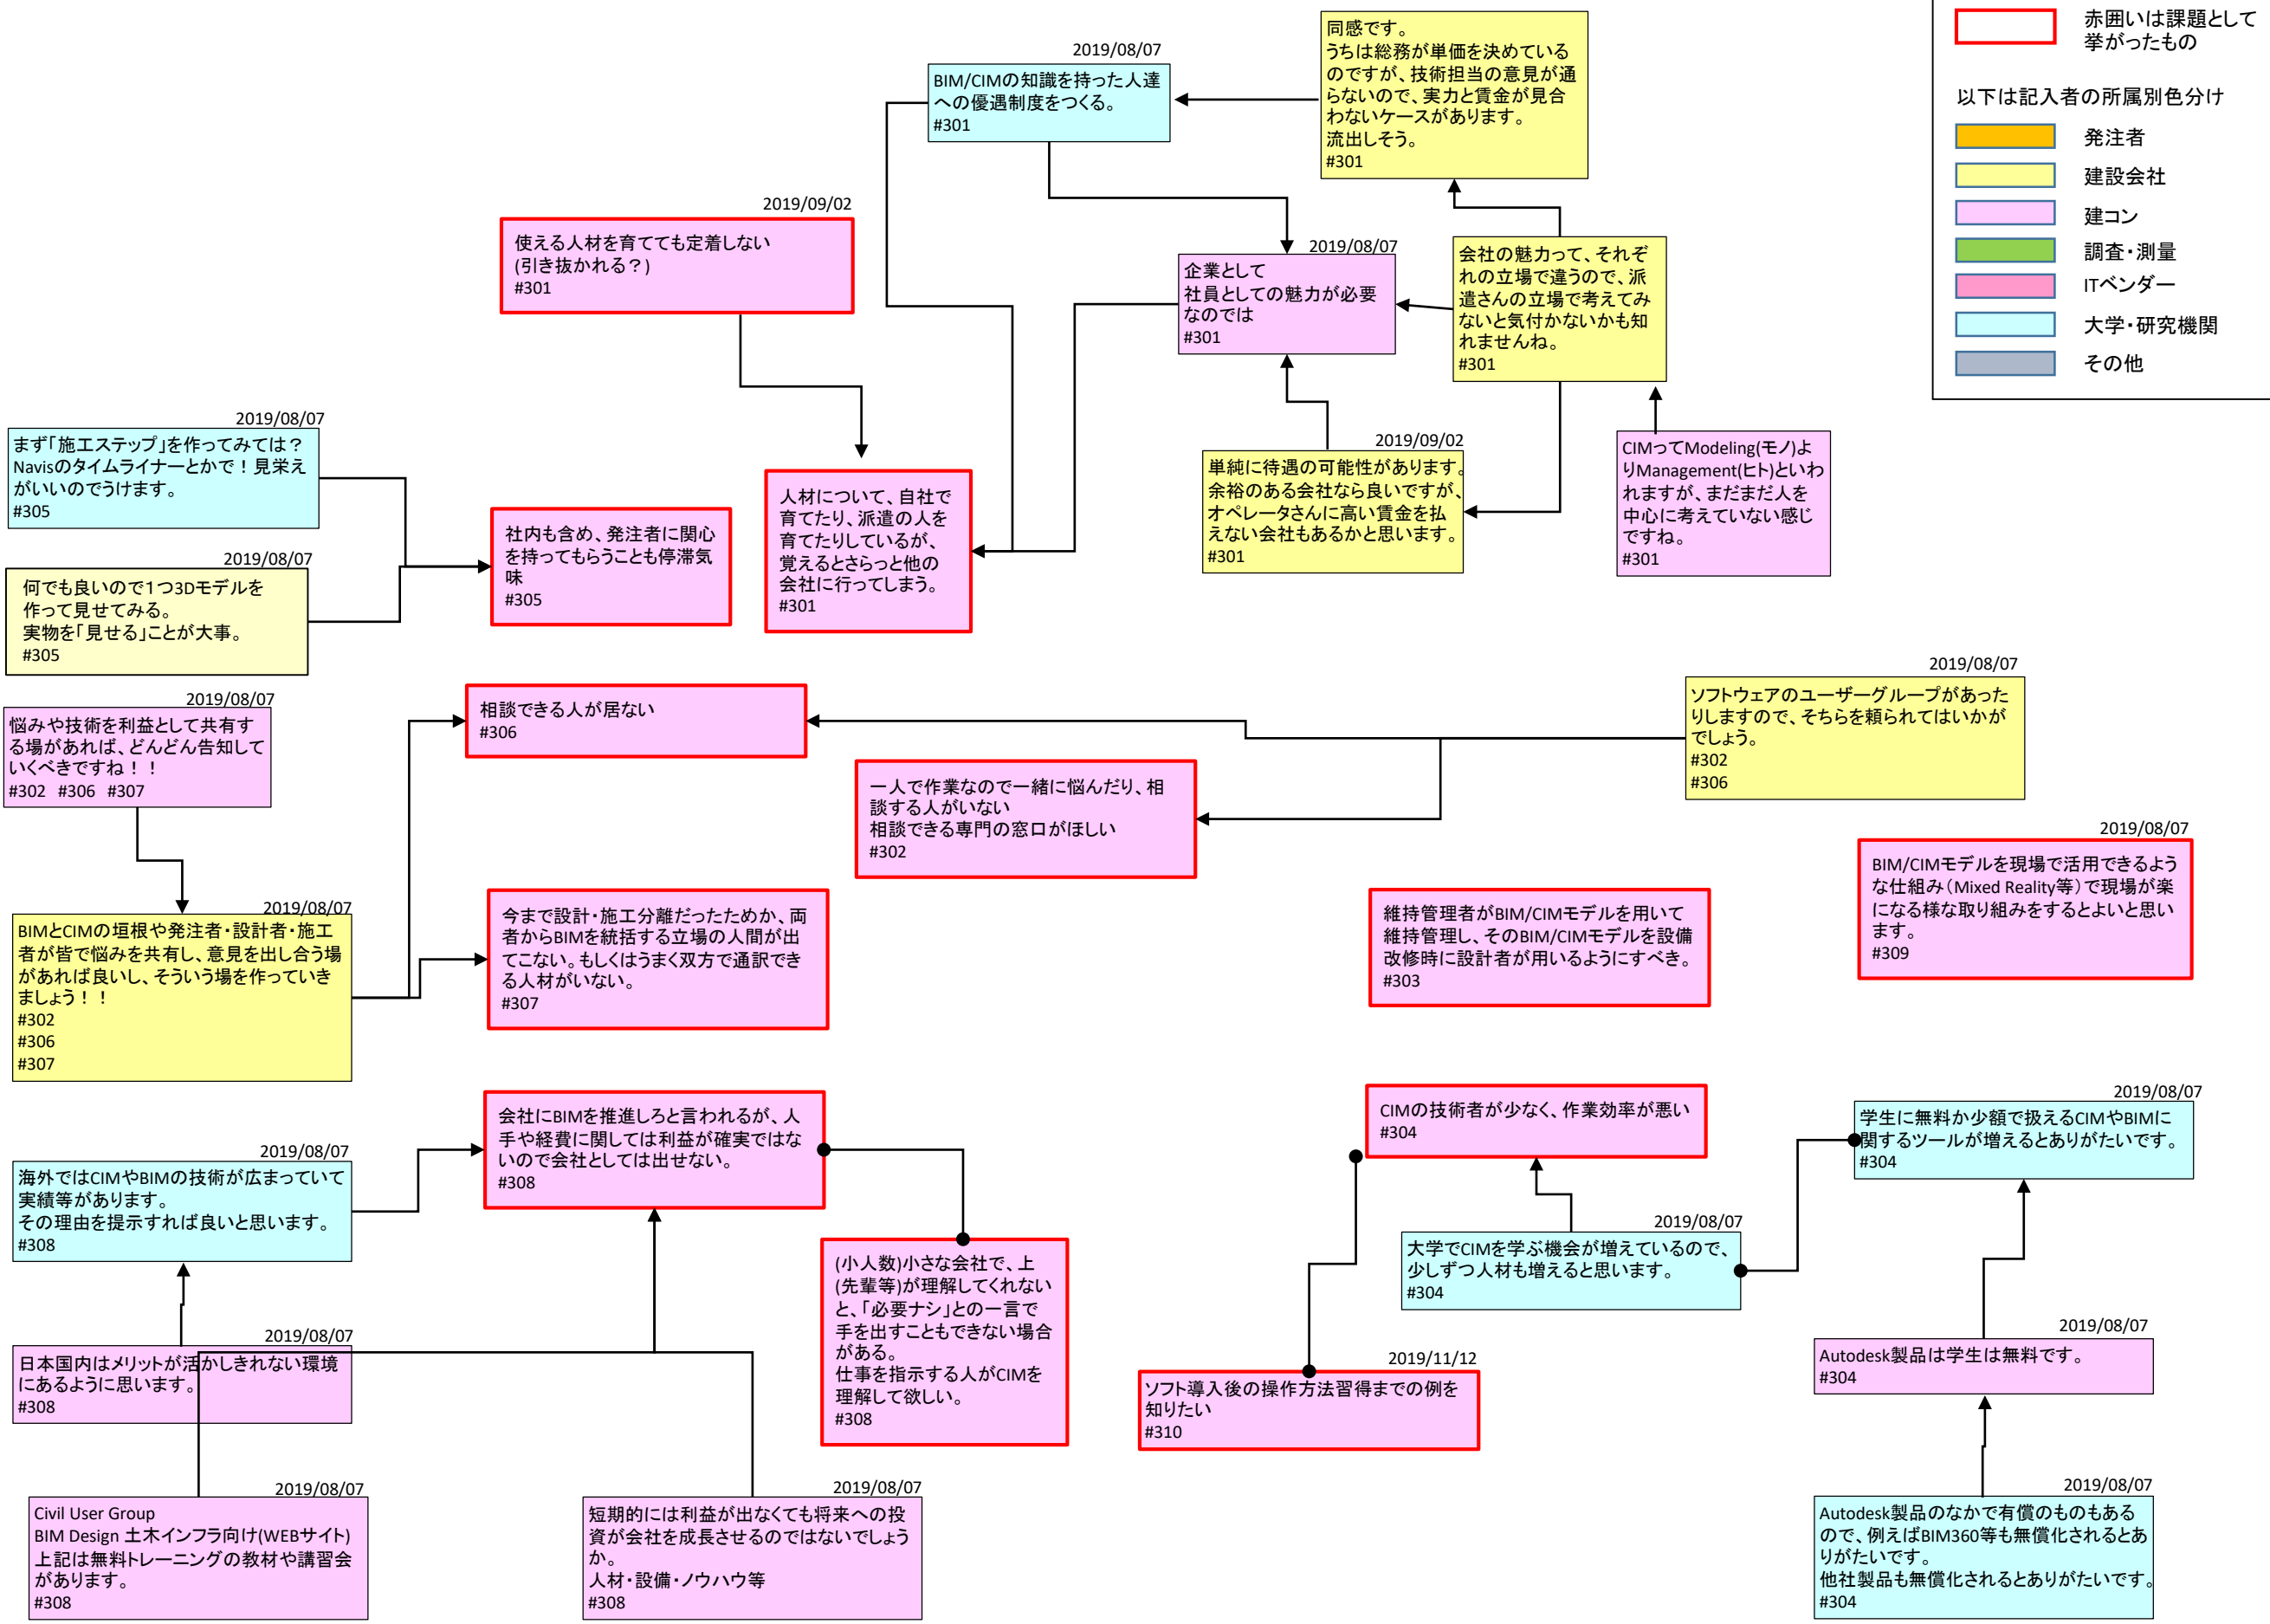 赤囲いは課題として
挙がったもの
以下は記入者の所属別色分け
発注者
建設会社
建コン
調査・測量
ITベンダー
大学・研究機関
その他
同感です。
うちは総務が単価を決めている
のですが、技術担当の意見が通
らないので、実力と賃金が見合
わないケースがあります。
流出しそう。
#301
2019/08/07
BIM/CIMの知識を持った人達
への優遇制度をつくる。
#301
2019/09/02
使える人材を育てても定着しない
(引き抜かれる？)
#301
2019/08/07
企業として
社員としての魅力が必要
なのでは
#301
会社の魅力って、それぞ
れの立場で違うので、派
遣さんの立場で考えてみ
ないと気付かないかも知
れませんね。
#301
2019/08/07
まず「施工ステップ」を作ってみては？
Navisのタイムライナーとかで！見栄え
がいいのでうけます。
#305
2019/08/07
何でも良いので1つ3Dモデルを
作って見せてみる。
実物を「見せる」ことが大事。
#305
社内も含め、発注者に関心
を持ってもらうことも停滞気
味
#305
人材について、自社で
育てたり、派遣の人を
育てたりしているが、
覚えるとさらっと他の
会社に行ってしまう。
#301
2019/09/02
単純に待遇の可能性があります。
余裕のある会社なら良いですが、
オペレータさんに高い賃金を払
えない会社もあるかと思います。
#301
CIMってModeling(モノ)よ
りManagement(ヒト)といわ
れますが、まだまだ人を
中心に考えていない感じ
ですね。
#301
2019/08/07
悩みや技術を利益として共有す
る場があれば、どんどん告知して
いくべきですね！！
#302 #306 #307
相談できる人が居ない
#306
2019/08/07
ソフトウェアのユーザーグループがあった
りしますので、そちらを頼られてはいかが
でしょう。
#302
#306
一人で作業なので一緒に悩んだり、相
談する人がいない
相談できる専門の窓口がほしい
#302
2019/08/07
BIM/CIMモデルを現場で活用できるよう
な仕組み（Mixed Reality等）で現場が楽
になる様な取り組みをするとよいと思い
ます。
#309
2019/08/07
BIMとCIMの垣根や発注者・設計者・施工
者が皆で悩みを共有し、意見を出し合う場
があれば良いし、そういう場を作っていき
ましょう！！
#302
#306
#307
今まで設計・施工分離だったためか、両
者からBIMを統括する立場の人間が出
てこない。もしくはうまく双方で通訳でき
る人材がいない。
#307
維持管理者がBIM/CIMモデルを用いて
維持管理し、そのBIM/CIMモデルを設備
改修時に設計者が用いるようにすべき。
#303
会社にBIMを推進しろと言われるが、人
手や経費に関しては利益が確実ではな
いので会社としては出せない。
#308
CIMの技術者が少なく、作業効率が悪い
#304
2019/08/07
学生に無料か少額で扱えるCIMやBIMに
関するツールが増えるとありがたいです。
#304
2019/08/07
海外ではCIMやBIMの技術が広まっていて
実績等があります。
その理由を提示すれば良いと思います。
#308
(小人数)小さな会社で、上
(先輩等)が理解してくれない
と、「必要ナシ」との一言で
手を出すこともできない場合
がある。
仕事を指示する人がCIMを
理解して欲しい。
#308
2019/08/07
大学でCIMを学ぶ機会が増えているので、
少しずつ人材も増えると思います。
#304
2019/08/07
日本国内はメリットが活かしきれない環境
にあるように思います。
#308
2019/11/12
ソフト導入後の操作方法習得までの例を
知りたい
#310
2019/08/07
Autodesk製品は学生は無料です。
#304
2019/08/07
Civil User Group
BIM Design 土木インフラ向け(WEBサイト)
上記は無料トレーニングの教材や講習会
があります。
#308
2019/08/07
短期的には利益が出なくても将来への投
資が会社を成長させるのではないでしょう
か。
人材・設備・ノウハウ等
#308
2019/08/07
Autodesk製品のなかで有償のものもある
ので、例えばBIM360等も無償化されるとあ
りがたいです。
他社製品も無償化されるとありがたいです。
#304